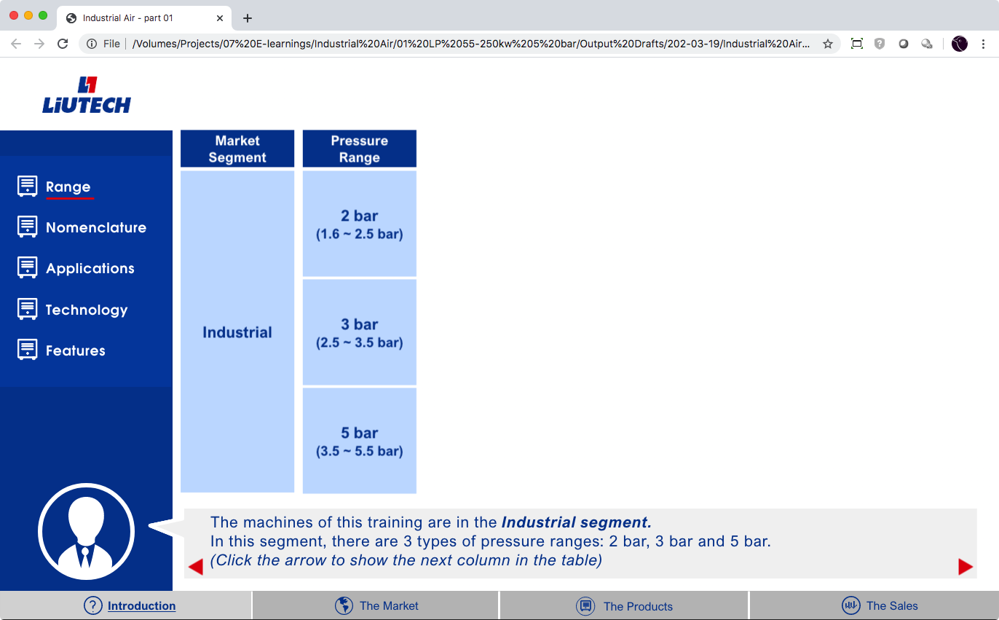 Industrial Air - part 01
File
/Volumes/Projects/07%20E-learnings/Industrial%20Air/01%20LP%2055-250kw%205%20bar/Output%20Drafts/202-03-19/Industrial%20Air...
LiUTECH
Range
Nomenclature
Applications
Technology
Features
Market
Segment
Pressure
Range
Industrial
2 bar
(1.6 ~ 2.5 bar)
3 bar
(2.5 ~ 3.5 bar)
5 bar
(3.5 ~ 5.5 bar)
The machines of this training are in the Industrial segment.
In this segment, there are 3 types of pressure ranges: 2 bar, 3 bar and 5 bar.
(Click the arrow to show the next column in the table)
? Introduction
The Market
The Products
The Sales